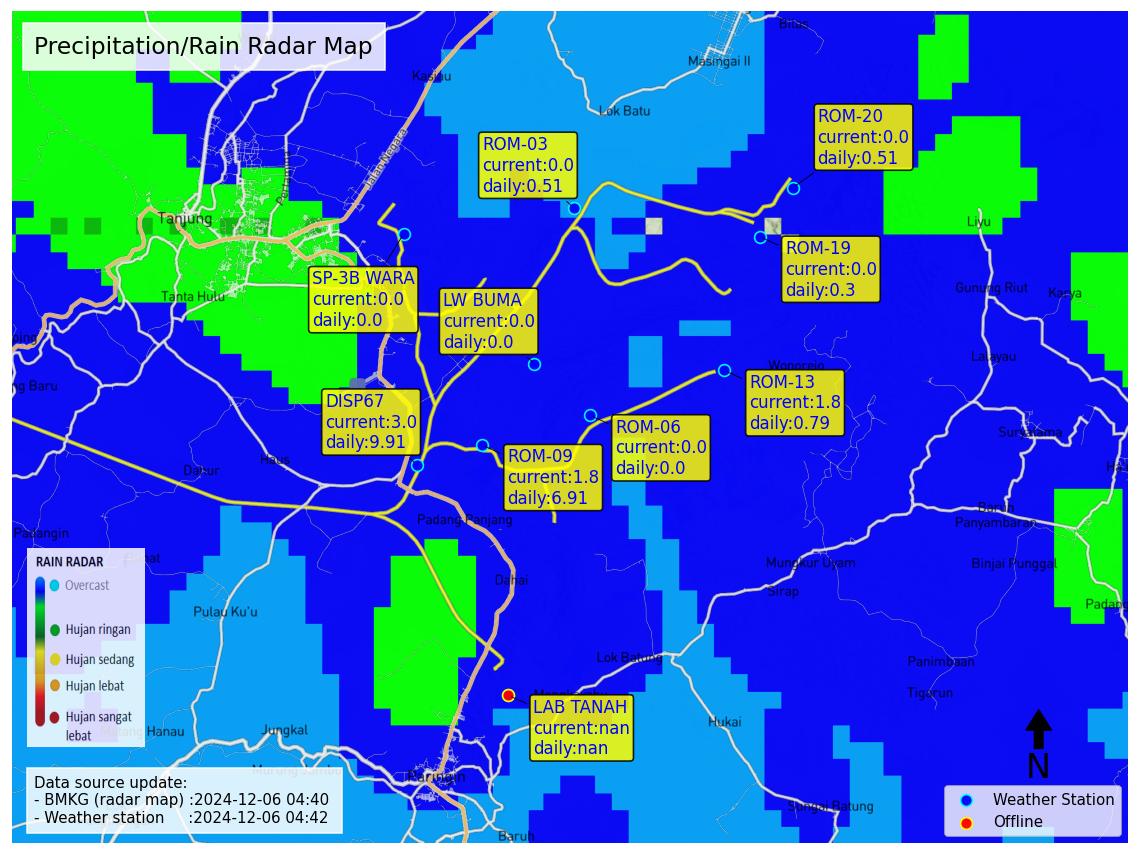 Precipitation/Rain Radar Map
Bilas
Masingai II
Kasiau
Lok Batu
Jalan Negara
ROM-20
current:0.0
daily:0.51
ROM-03
current:0.0
daily:0.51
Tanjung
Liyu
ROM-19
current:0.0
daily:0.3
SP-3B WARA
current:0.0
daily:0.0
LW BUMA
current:0.0
daily:0.0
Tanta Hulu
Gunung Riut
Karya
Lalayau
Wonorejo
ng Baru
ROM-13
current:1.8
daily:0.79
DISP67
current:3.0
daily:9.91
ROM-06
current:0.0
daily:0.0
ROM-09
current:1.8
daily:6.91
Suryatama
Haus
Dahur
Padang Panjang
Baruh
Panyambaran
Padangin
Mungkur Uyam
Binjai Punggal
Dahai
Sirap
Padang
Pulau Ku'u
RAIN RADAR
Overcast
Hujan ringan
Hujan sedang
Hujan lebat
Hujan sangat
lebat
Lok Batung
Panimbaan
Tigarun
LAB TANAH
current:nan
daily:nan
Hukai
Jungkal
Murung Jambu
Paringin
Sungai Batung
Baruh
N
Data source update:
- BMKG (radar map) :2024-12-06 04:40
- Weather station :2024-12-06 04:42
Weather Station
Offline